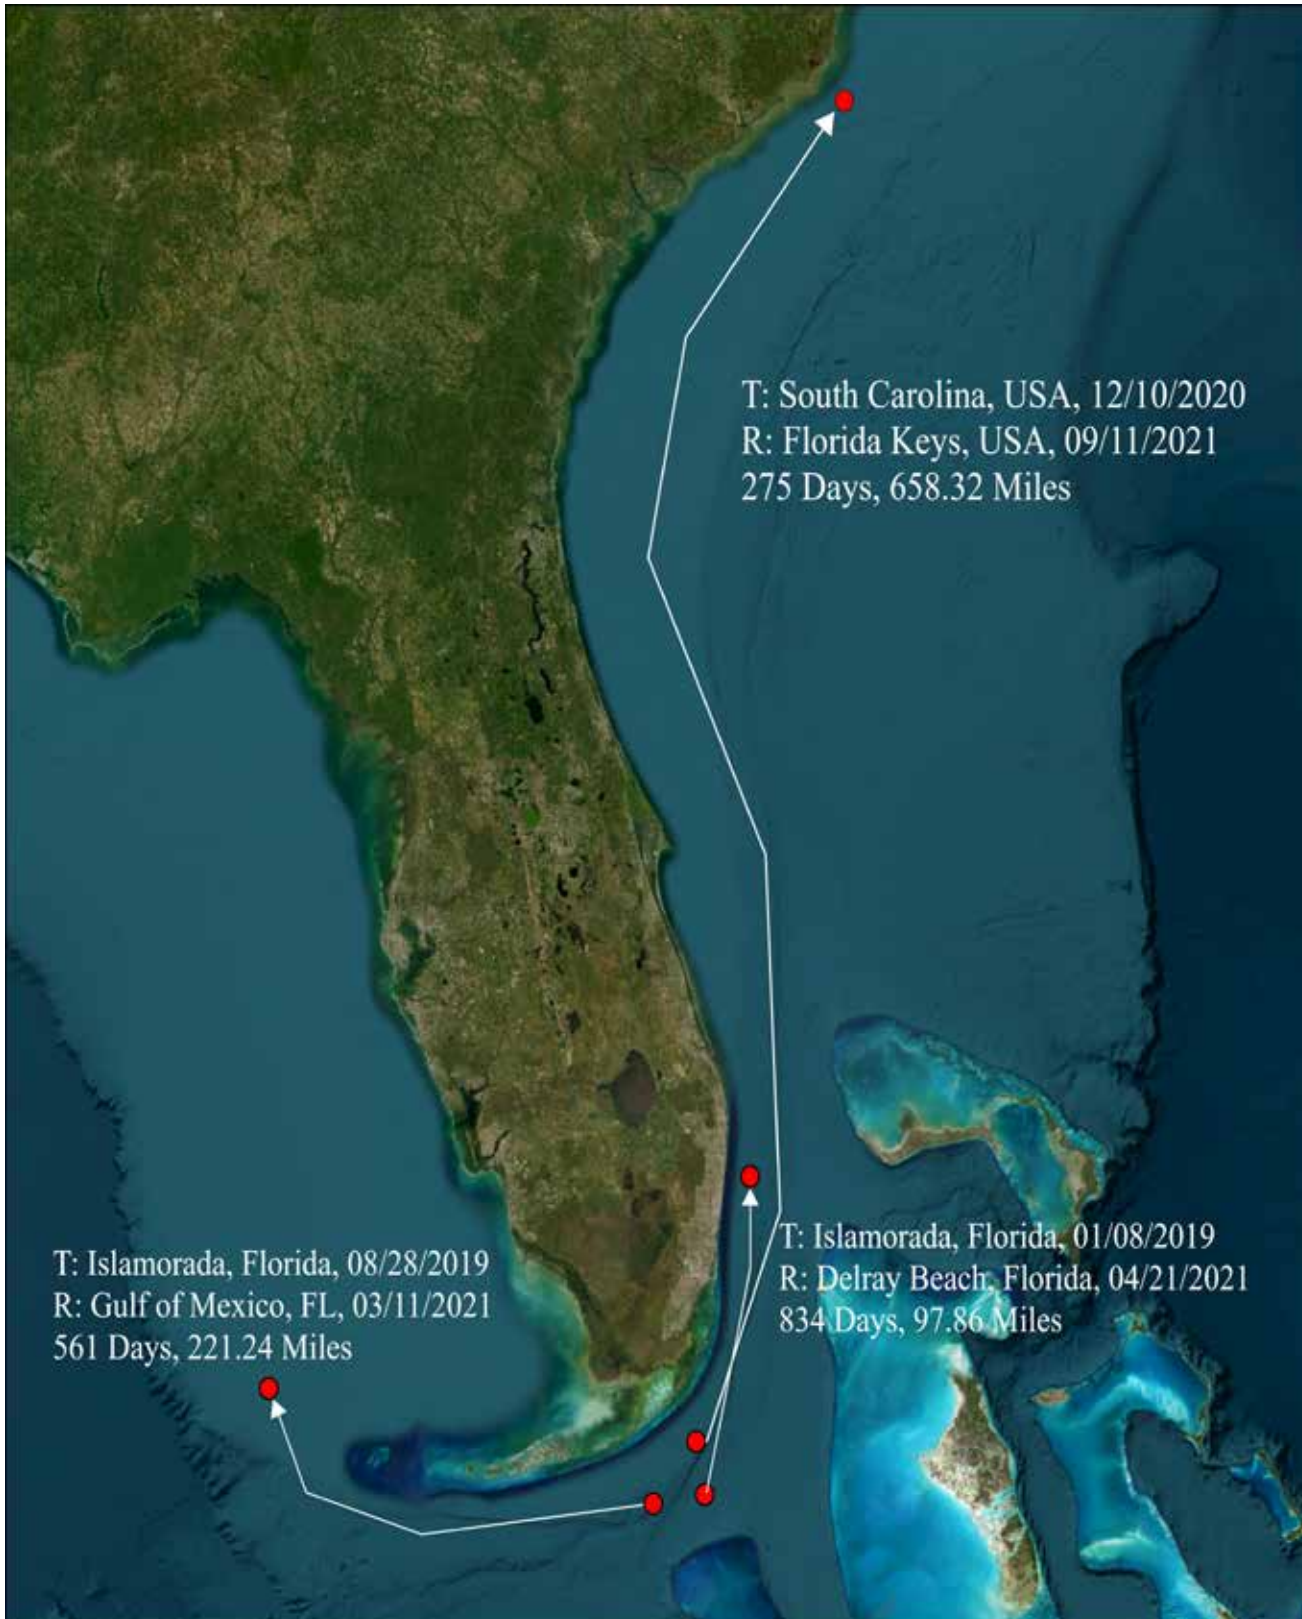 T: South Carolina, USA, 12/10/2020
R: Florida Keys, USA, 09/11/2021
275 Days, 658.32 Miles
T: Islamorada, Florida, 01/08/2019
R: Delray Beach, Florida, 04/21/2021
834 Days, 97.86 Miles
T: Islamorada, Florida, 08/28/2019
R: Gulf of Mexico, FL, 03/11/2021
561 Days, 221.24 Miles